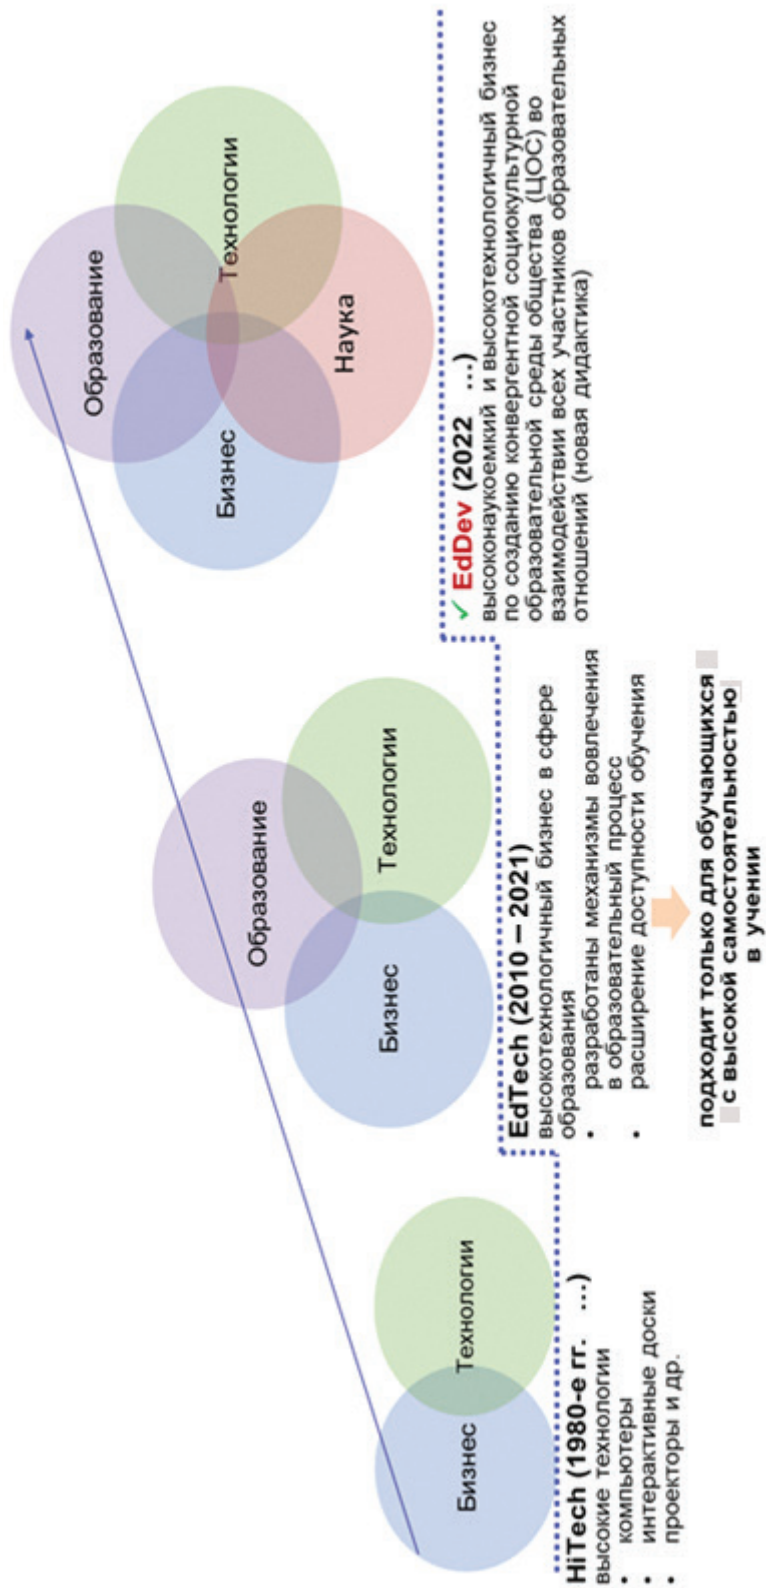 Бизнес
Технологии
HiTech (1980-е гг. ...)
высокие технологии
• компьютеры
• интерактивные доски
• проекторы и др.
Образование
Бизнес
Технологии
EdTech (2010 – 2021)
высокотехнологичный бизнес в сфере
образования
• разработаны механизмы вовлечения
в образовательный процесс
• расширение доступности обучения
подходит только для обучающихся
с высокой самостоятельностью
в учении
Образование
Бизнес
Технологии
Наука
✓ EdDev (2022 ...)
высоконаукоемкий и высокотехнологичный бизнес
по созданию конвергентной социокультурной
образовательной среды общества (ЦОС) во
взаимодействии всех участников образовательных
отношений (новая дидактика)